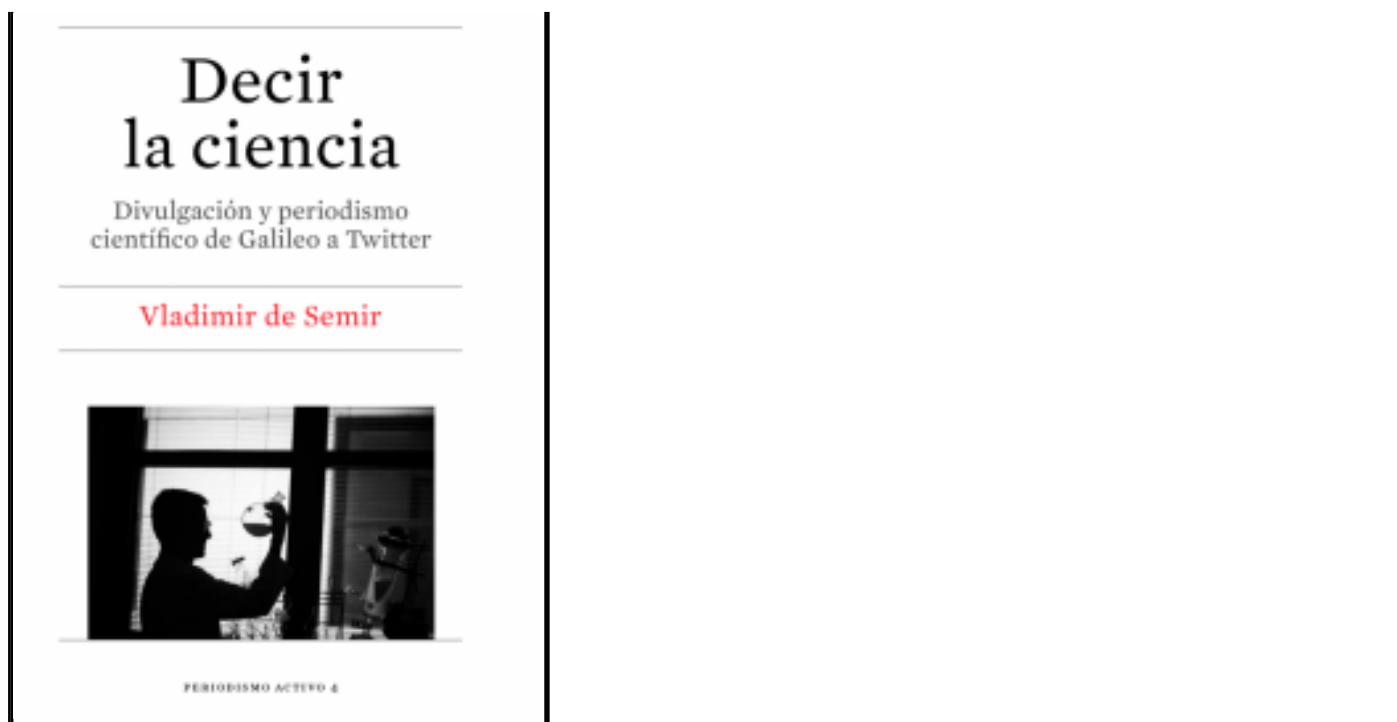 Decir
la ciencia
Divulgación y periodismo
científico de Galileo a Twitter
Vladimir de Semir
PERIODISMO ACTIVO 4